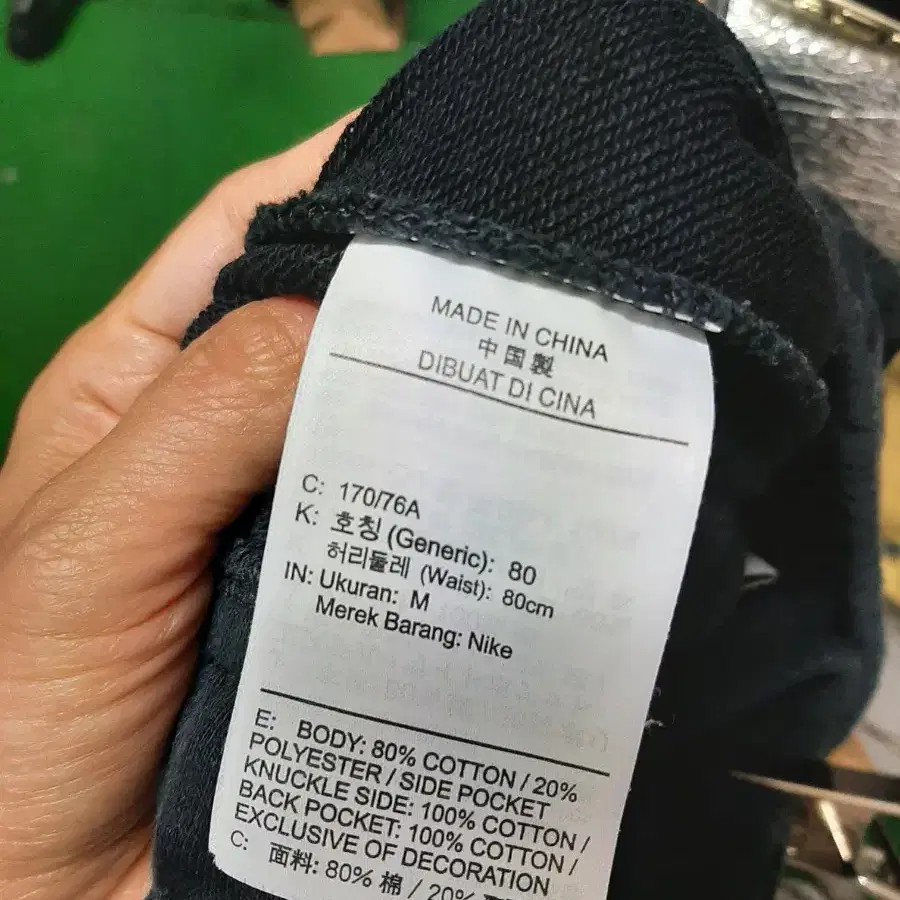 MADE IN CHINA
中国製
DIBUAT DI CINA
C: 170/76A
K: 호칭 (Generic): 80
허리둘레 (Waist): 80cm
IN: Ukuran: M
Merek Barang: Nike
E: BODY: 80% COTTON / 20%
POLYESTER / SIDE POCKET
KNUCKLE SIDE: 100% COTTON /
BACK POCKET: 100% COTTON /
EXCLUSIVE OF DECORATION
C: 面料: 80% 棉 / 20%